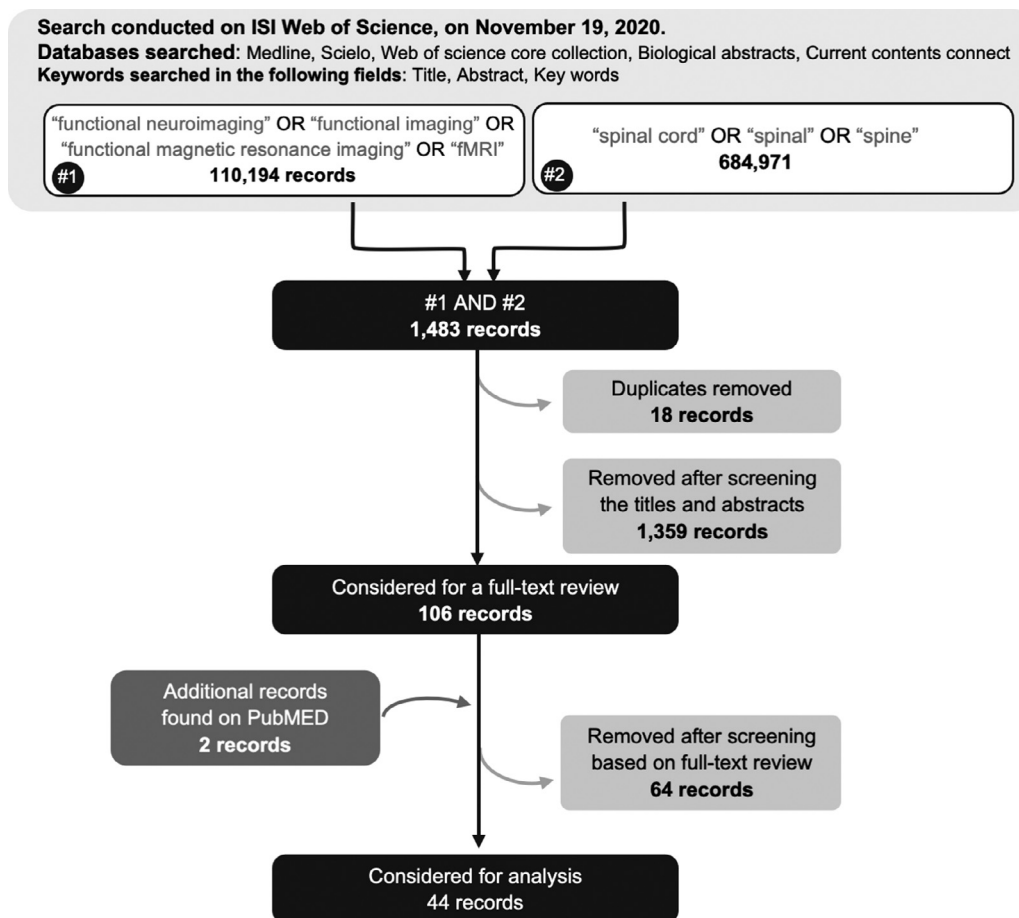 Search conducted on ISI Web of Science, on November 19, 2020.
Databases searched: Medline, Scielo, Web of science core collection, Biological abstracts, Current contents connect
Keywords searched in the following fields: Title, Abstract, Key words
“functional neuroimaging” OR “functional imaging” OR
“functional magnetic resonance imaging” OR “fMRI”
110,194 records
#1
“spinal cord” OR “spinal” OR “spine”
684,971
#2
#1 AND #2
1,483 records
Duplicates removed
18 records
Removed after screening
the titles and abstracts
1,359 records
Considered for a full-text review
106 records
Additional records
found on PubMED
2 records
Removed after screening
based on full-text review
64 records
Considered for analysis
44 records